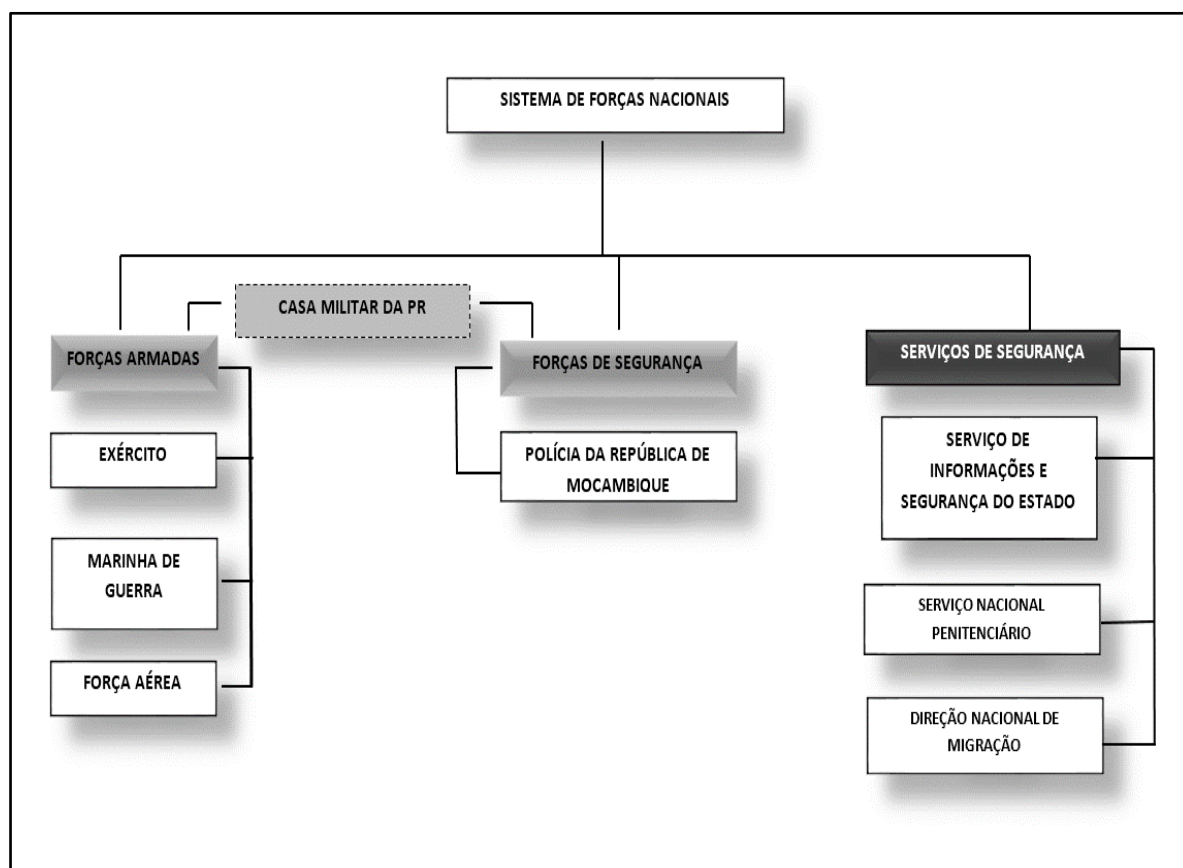 SISTEMA DE FORÇAS NACIONAIS
CASA MILITAR DA PR
FORÇAS ARMADAS
FORÇAS DE SEGURANÇA
SERVIÇOS DE SEGURANÇA
EXÉRCITO
MARINHA DE
GUERRA
FORÇA AÉREA
POLÍCIA DA REPÚBLICA DE
MOCAMBIQUE
SERVIÇO DE
INFORMAÇÕES E
SEGURANÇA DO ESTADO
SERVIÇO NACIONAL
PENITENCIÁRIO
DIREÇÃO NACIONAL DE
MIGRAÇÃO